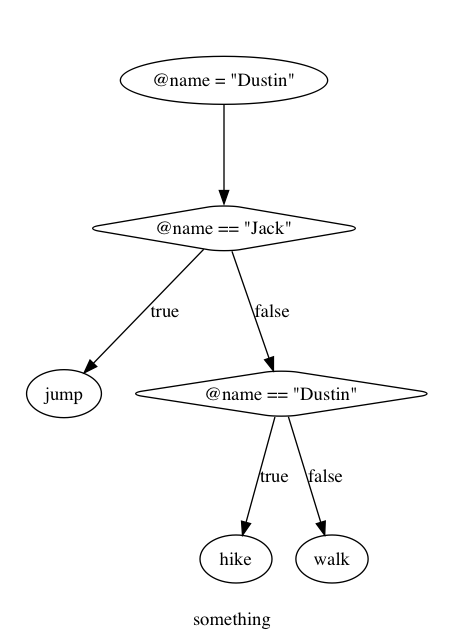 @name = "Dustin"
@name == "Jack"
true
false
jump
@name == "Dustin"
true
false
hike
walk
something